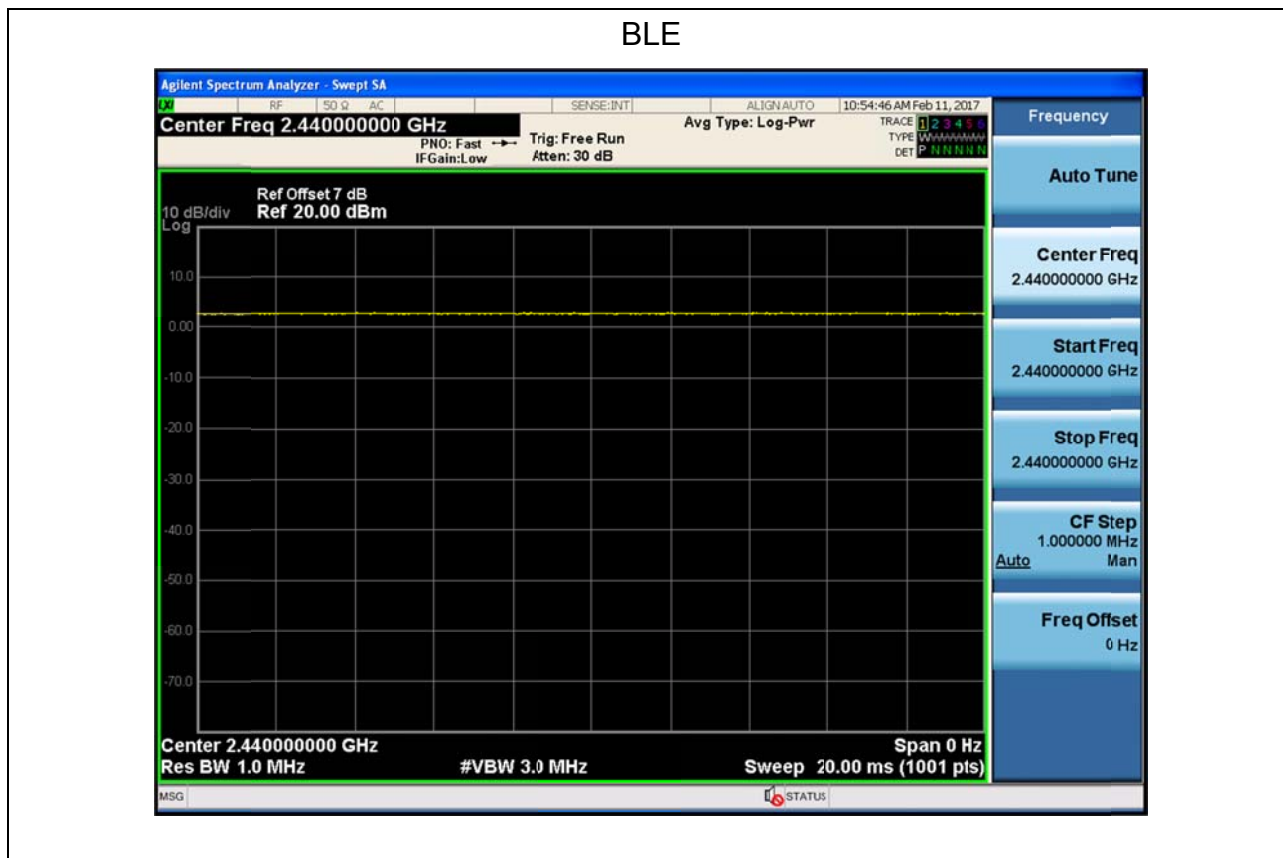 BLE
Agilent Spectrum Analyzer - Swept SA
LXI RF 50 Ω AC SENSE:INT ALIGN AUTO 10:54:46 AM Feb 11, 2017
Center Freq 2.440000000 GHz
PNO: Fast
IFGain:Low
Trig: Free Run
Atten: 30 dB
Avg Type: Log-Pwr
TRACE 1 2 3 4 5 6
TYPE WWWWWWW
DET P N N N N N
Ref Offset 7 dB
10 dB/div Ref 20.00 dBm
Log
10.0
0.00
-10.0
-20.0
-30.0
-40.0
-50.0
-60.0
-70.0
Center 2.440000000 GHz Span 0 Hz
Res BW 1.0 MHz #VBW 3.0 MHz Sweep 20.00 ms (1001 pts)
MSG STATUS
Frequency
Auto Tune
Center Freq
2.440000000 GHz
Start Freq
2.440000000 GHz
Stop Freq
2.440000000 GHz
CF Step
1.000000 MHz
Auto Man
Freq Offset
0 Hz